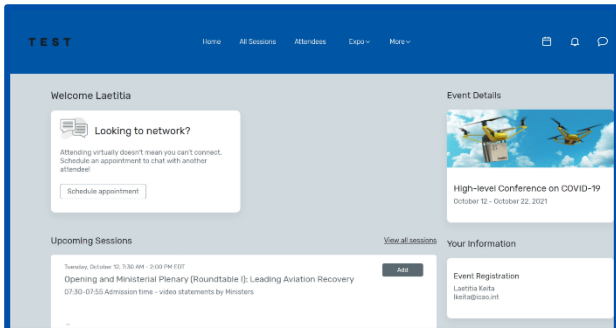 TEST
Home All Sessions Attendees Expo More
Welcome Laetitia
Looking to network?
Attending virtually doesn't mean you can't connect.
Schedule an appointment to chat with another
attendee!
Schedule appointment
Event Details
High-level Conference on COVID-19
October 12 - October 22, 2021
Upcoming Sessions
View all sessions
Tuesday, October 12, 7:30 AM - 2:00 PM EDT
Opening and Ministerial Plenary (Roundtable I): Leading Aviation Recovery
07:30-07:55 Admission time - video statements by Ministers
...
Add
Your Information
Event Registration
Laetitia Keita
lkeita@icao.int